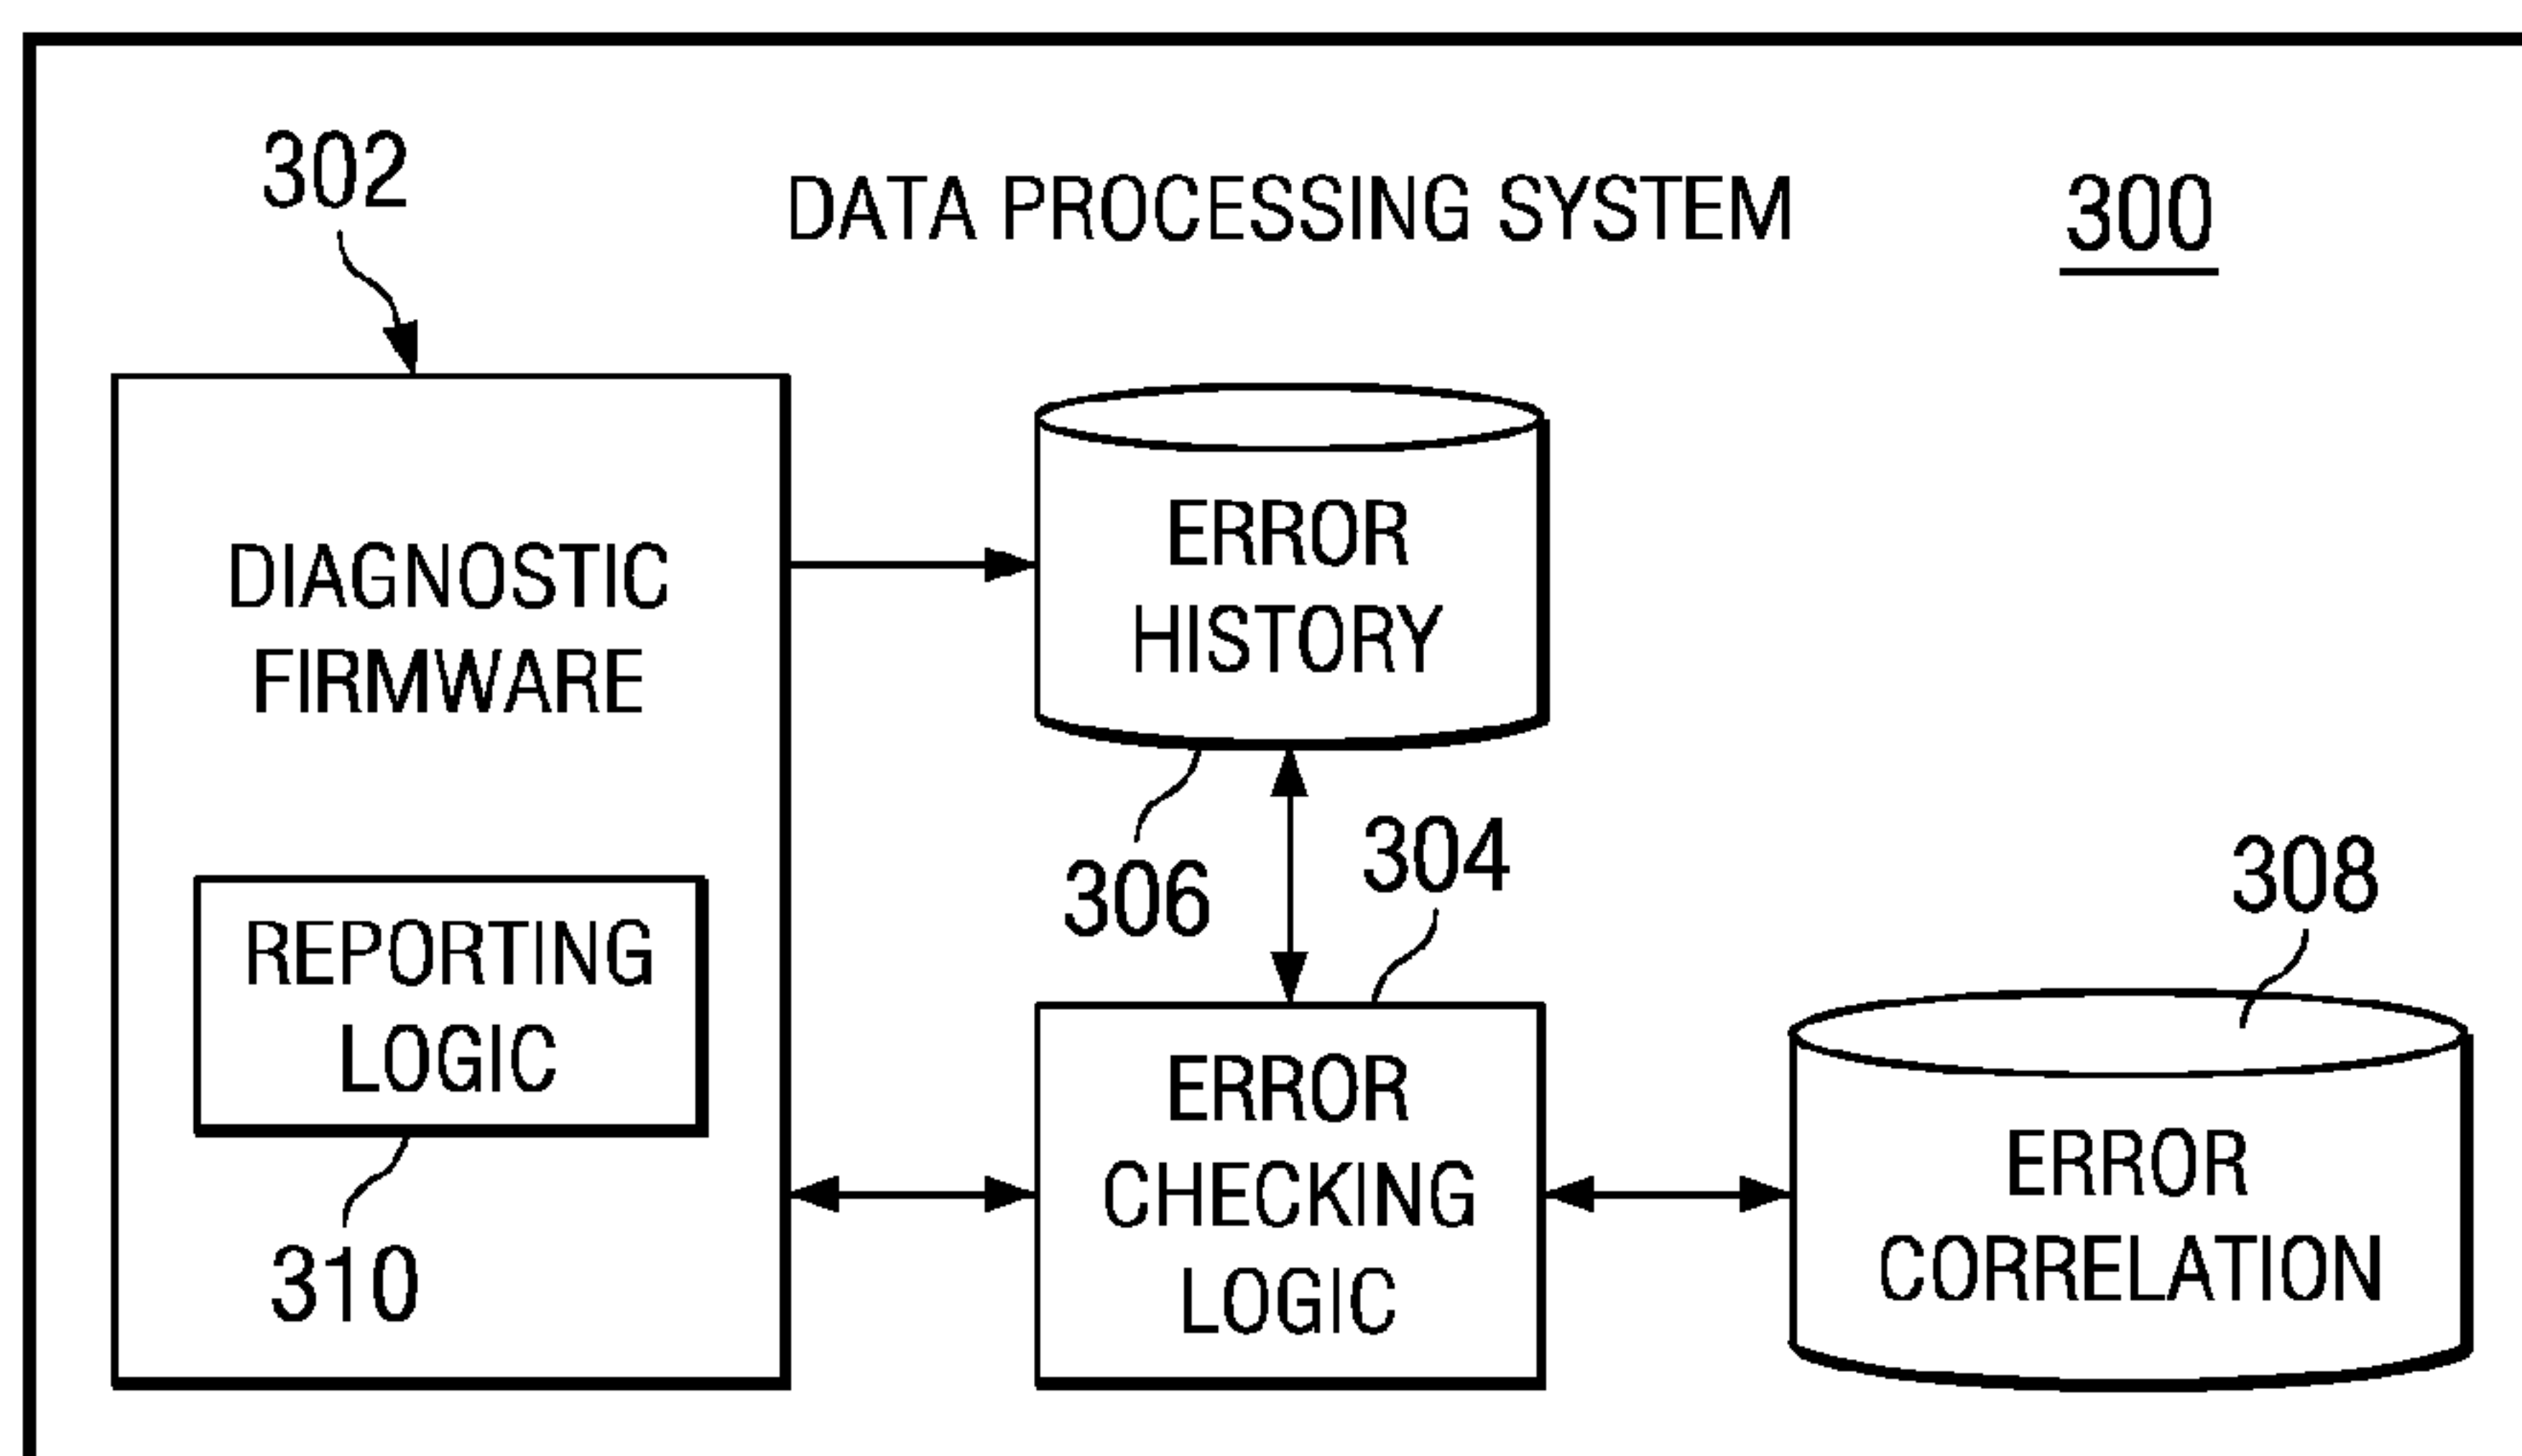 302
DATA PROCESSING SYSTEM
300
DIAGNOSTIC
FIRMWARE
ERROR
HISTORY
306
304
308
REPORTING
LOGIC
310
ERROR
CHECKING
LOGIC
ERROR
CORRELATION